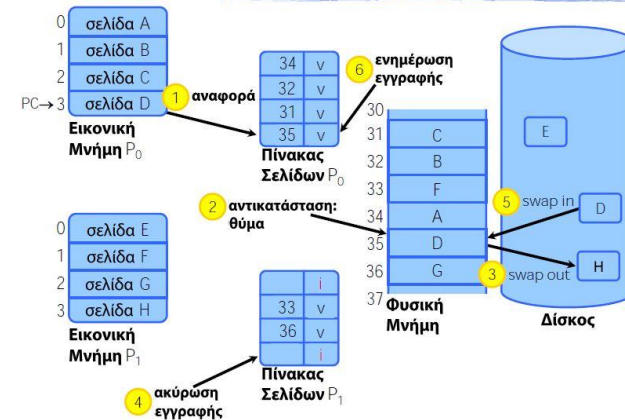 0 σελίδα A
1 σελίδα B
2 σελίδα C
PC→ 3 σελίδα D
Εικονική
Μνήμη P0
1 αναφορά
34 v
32 v
31 v
35 v
Πίνακας
Σελίδων P0
6 ενημέρωση
εγγραφής
2 αντικατάσταση:
θύμα
30
31 C
32 B
33 F
34 A
35 D
36 G
37
Φυσική
Μνήμη
E
5 swap in
D
3 swap out
H
Δίσκος
0 σελίδα E
1 σελίδα F
2 σελίδα G
3 σελίδα H
Εικονική
Μνήμη P1
i
33 v
36 v
i
Πίνακας
Σελίδων P1
4 ακύρωση
εγγραφής